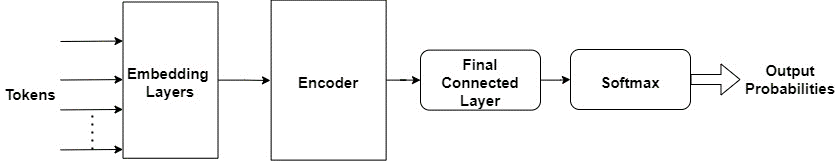 Tokens
Embedding
Layers
Encoder
Final
Connected
Layer
Softmax
Output
Probabilities